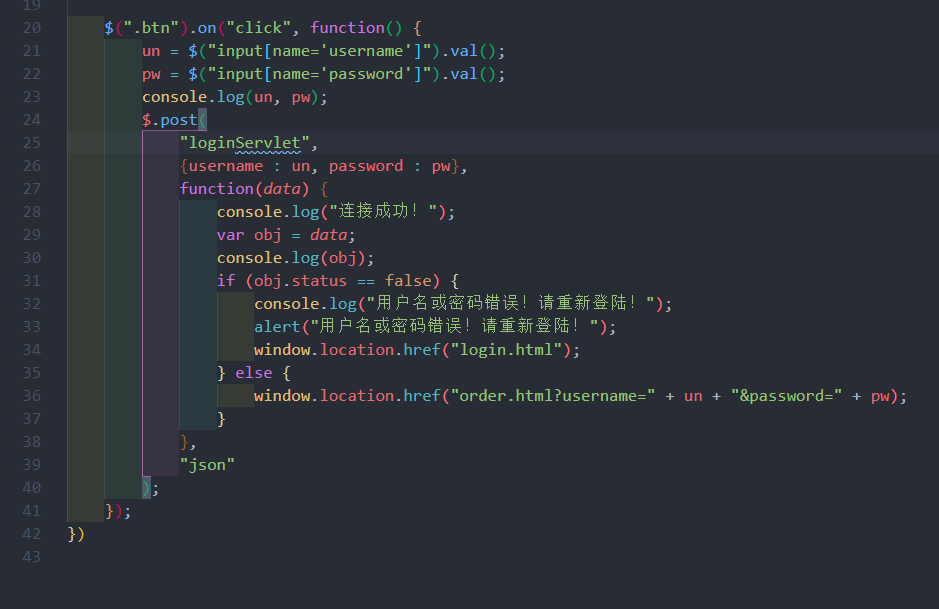 19
20 $(".btn").on("click", function() {
21 un = $("input[name='username']").val();
22 pw = $("input[name='password']").val();
23 console.log(un, pw);
24 $.post(
25 "loginServlet",
26 {username : un, password : pw},
27 function(data) {
28 console.log("连接成功！");
29 var obj = data;
30 console.log(obj);
31 if (obj.status == false) {
32 console.log("用户名或密码错误！请重新登陆！");
33 alert("用户名或密码错误！请重新登陆！");
34 window.location.href("login.html");
35 } else {
36 window.location.href("order.html?username=" + un + "&password=" + pw);
37 }
38 },
39 "json"
40 );
41 });
42 })
43